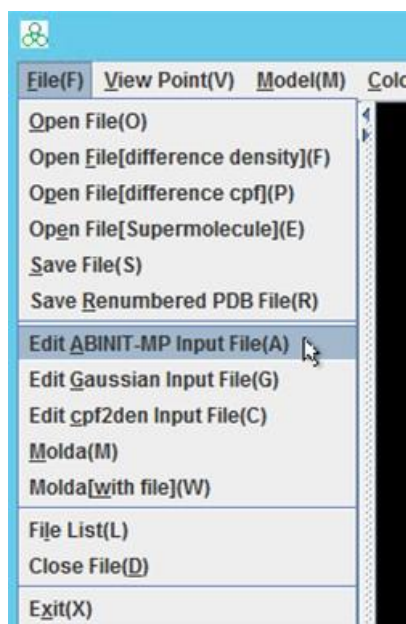 File(F) View Point(V) Model(M) Colo
Open File(O)
Open File[difference density](F)
Open File[difference cpf](P)
Open File[Supermolecule](E)
Save File(S)
Save Renumbered PDB File(R)
Edit ABINIT-MP Input File(A)
Edit Gaussian Input File(G)
Edit cpf2den Input File(C)
Molda(M)
Molda[with file](W)
File List(L)
Close File(D)
Exit(X)